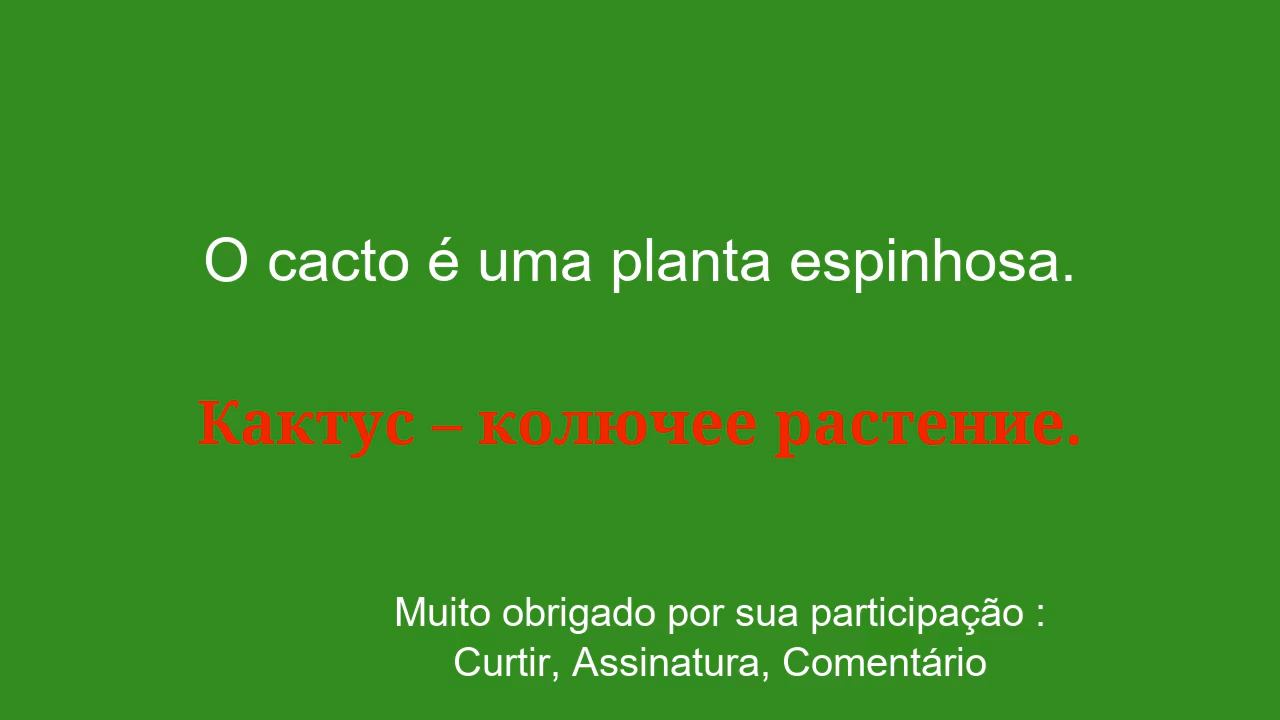 O cacto é uma planta espinhosa.
Кактус – колючее растение.
Muito obrigado por sua participação :
Curtir, Assinatura, Comentário